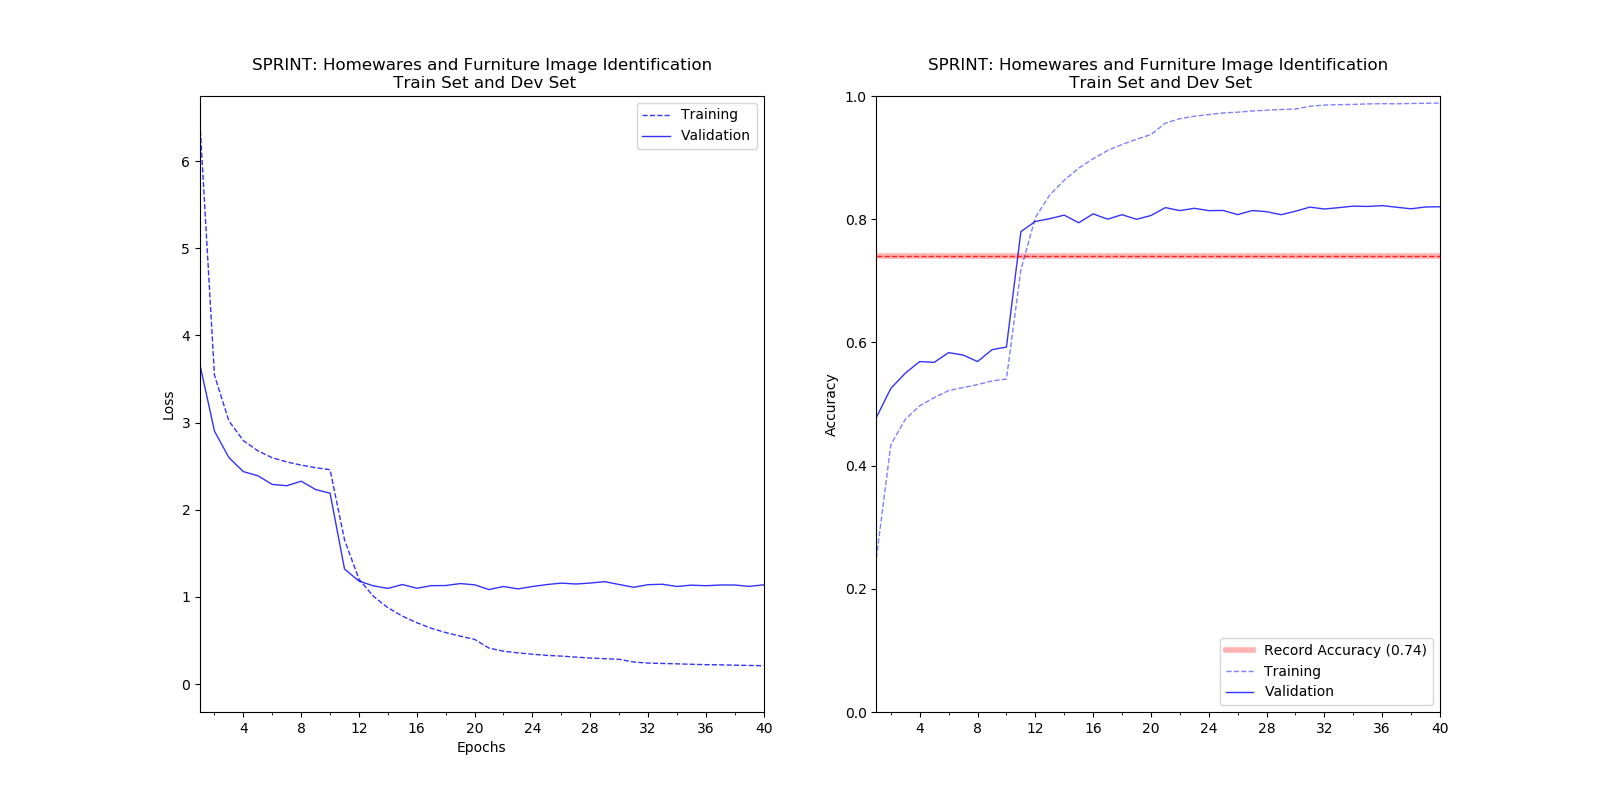 SPRINT: Homewares and Furniture Image Identification
Train Set and Dev Set
Training
Validation
6
5
4
3
2
1
0
Loss
4 8 12 16 20 24 28 32 36 40
Epochs
SPRINT: Homewares and Furniture Image Identification
Train Set and Dev Set
1.0
0.8
0.6
0.4
0.2
0.0
Accuracy
Record Accuracy (0.74)
Training
Validation
4 8 12 16 20 24 28 32 36 40